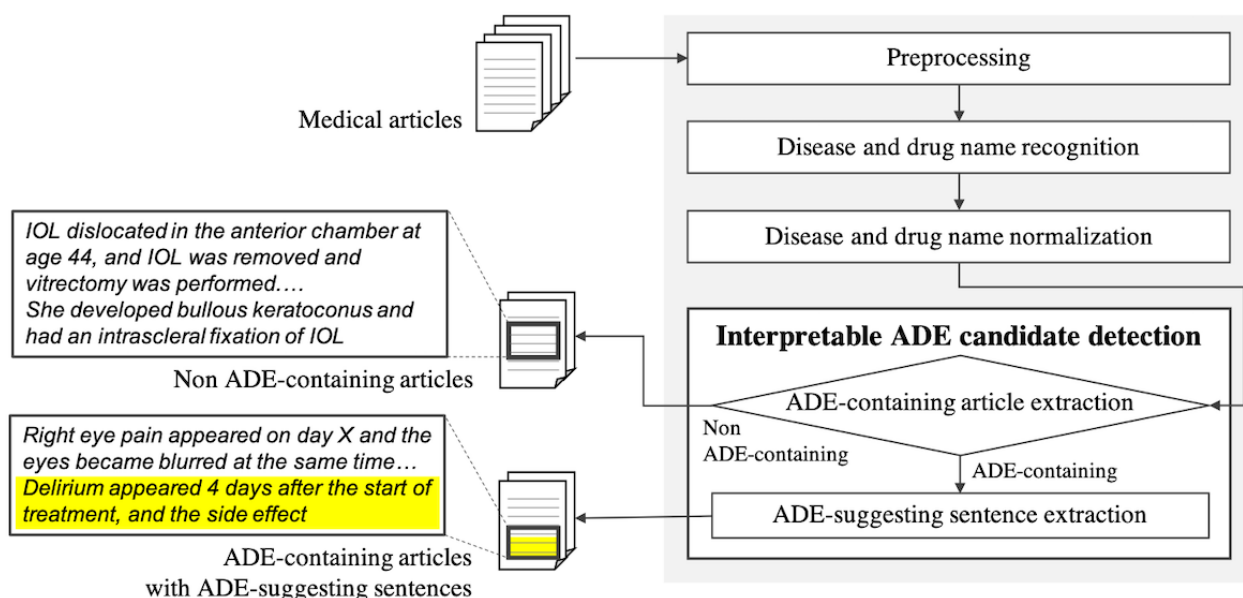 Medical articles
Preprocessing
Disease and drug name recognition
Disease and drug name normalization
Interpretable ADE candidate detection
ADE-containing article extraction
Non
ADE-containing
ADE-containing
ADE-suggesting sentence extraction
IOL dislocated in the anterior chamber at
age 44, and IOL was removed and
vitrectomy was performed....
She developed bullous keratoconus and
had an intrascleral fixation of IOL
Non ADE-containing articles
Right eye pain appeared on day X and the
eyes became blurred at the same time...
Delirium appeared 4 days after the start of
treatment, and the side effect
ADE-containing articles
with ADE-suggesting sentences